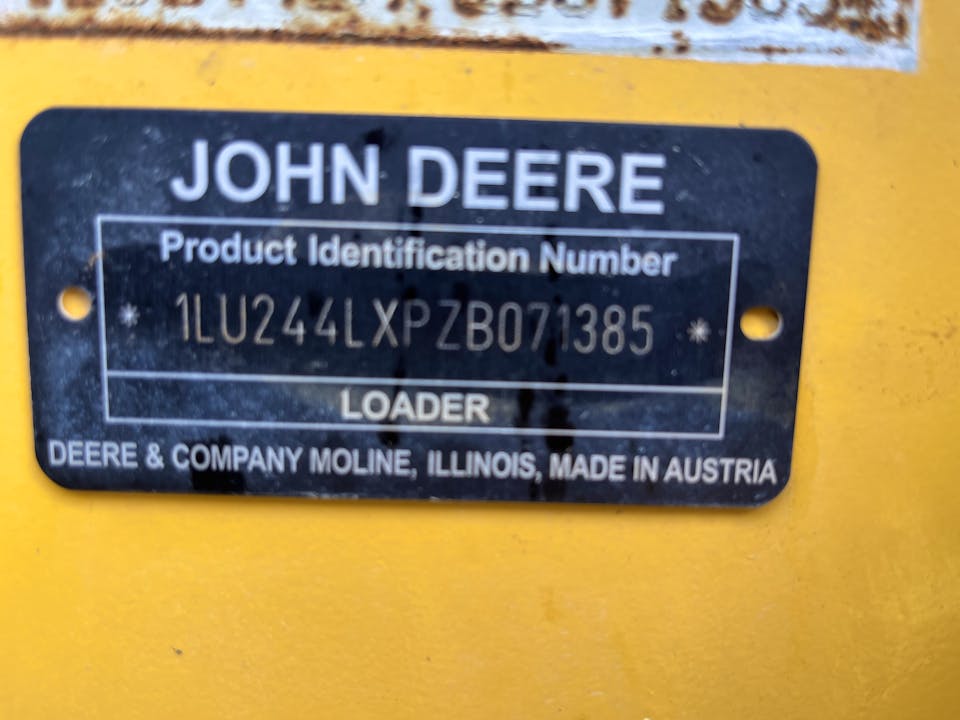 JOHN DEERE
Product Identification Number
* 1LU244LXPZB071385 *
LOADER
DEERE & COMPANY MOLINE, ILLINOIS, MADE IN AUSTRIA